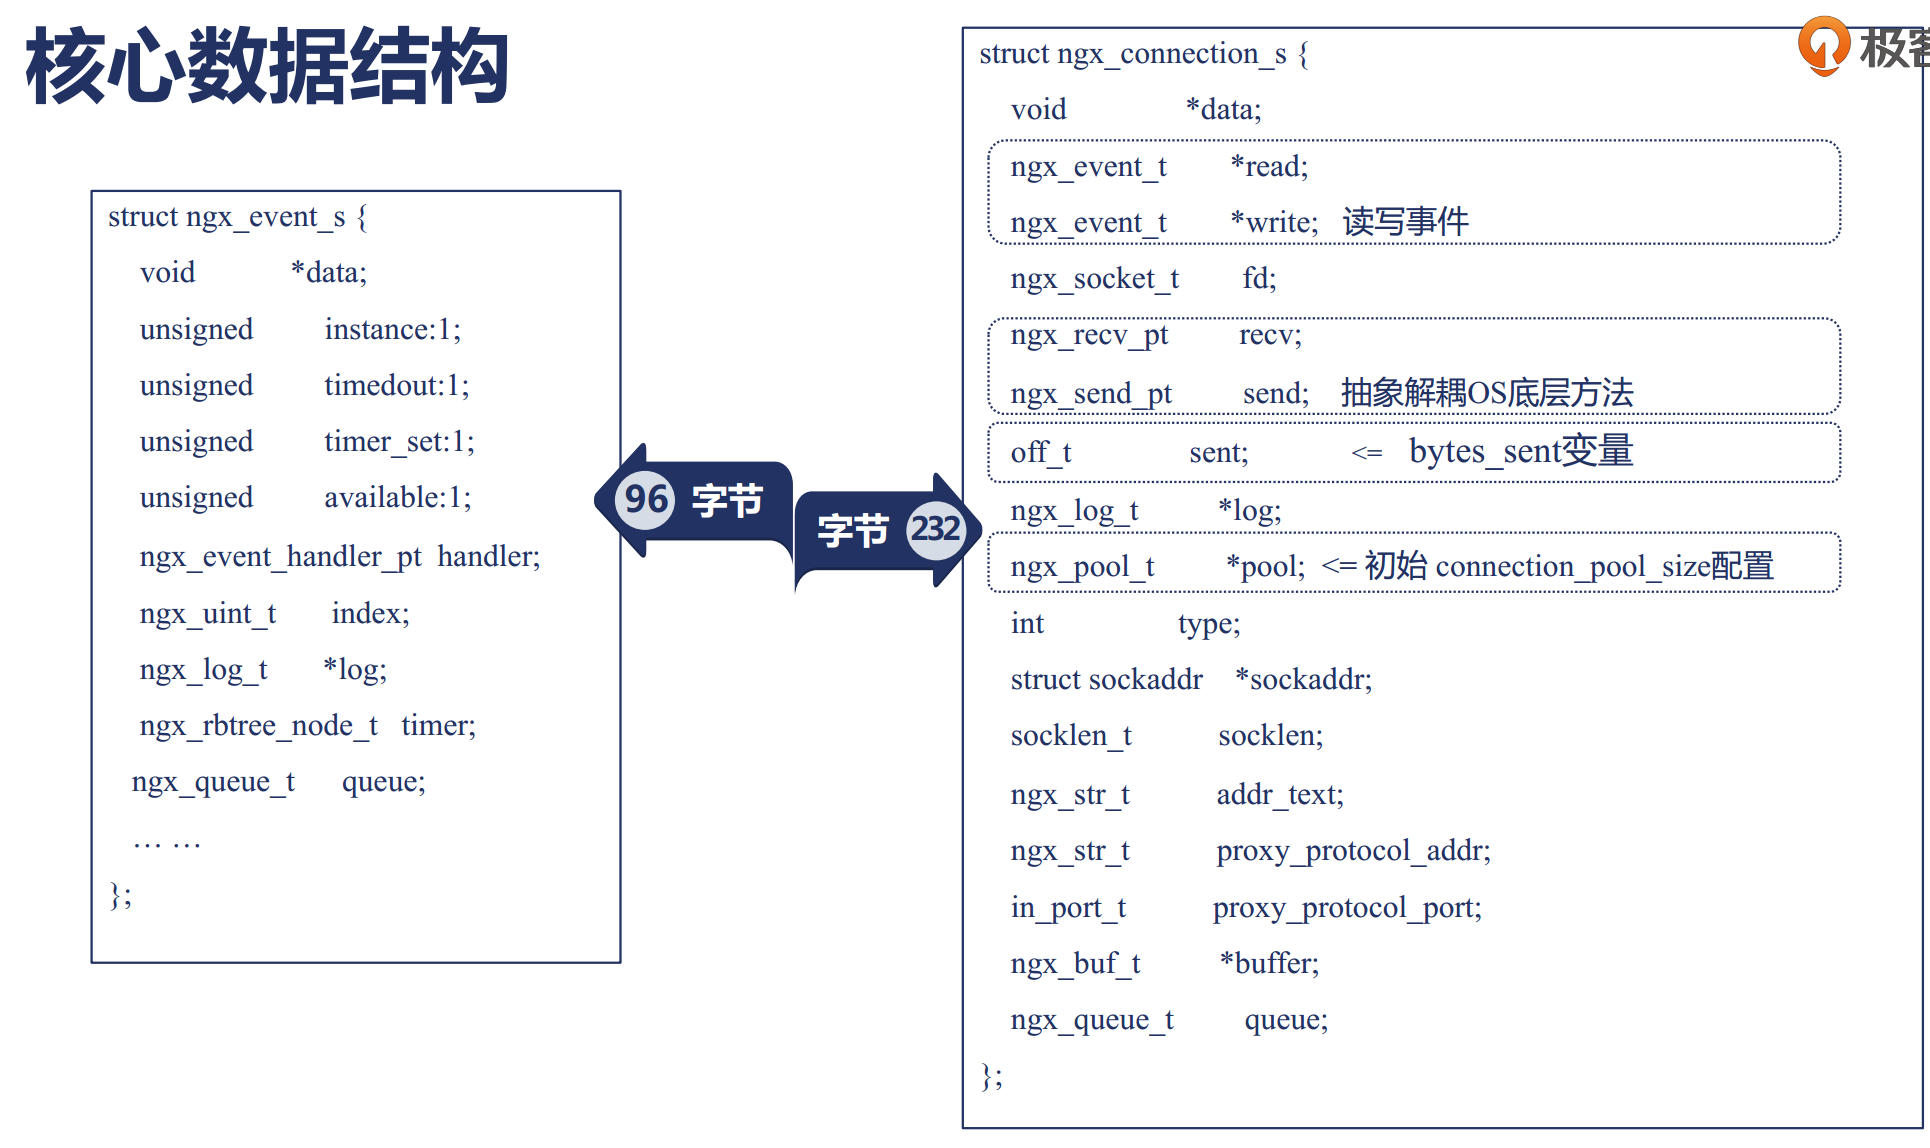 核心数据结构
struct ngx_event_s {
void *data;
unsigned instance:1;
unsigned timedout:1;
unsigned timer_set:1;
unsigned available:1;
ngx_event_handler_pt handler;
ngx_uint_t index;
ngx_log_t *log;
ngx_rbtree_node_t timer;
ngx_queue_t queue;
… …
};
96 字节
字节 232
struct ngx_connection_s {
void *data;
ngx_event_t *read;
ngx_event_t *write; 读写事件
ngx_socket_t fd;
ngx_recv_pt recv;
ngx_send_pt send; 抽象解耦OS底层方法
off_t sent; <= bytes_sent变量
ngx_log_t *log;
ngx_pool_t *pool; <= 初始 connection_pool_size配置
int type;
struct sockaddr *sockaddr;
socklen_t socklen;
ngx_str_t addr_text;
ngx_str_t proxy_protocol_addr;
in_port_t proxy_protocol_port;
ngx_buf_t *buffer;
ngx_queue_t queue;
};
极